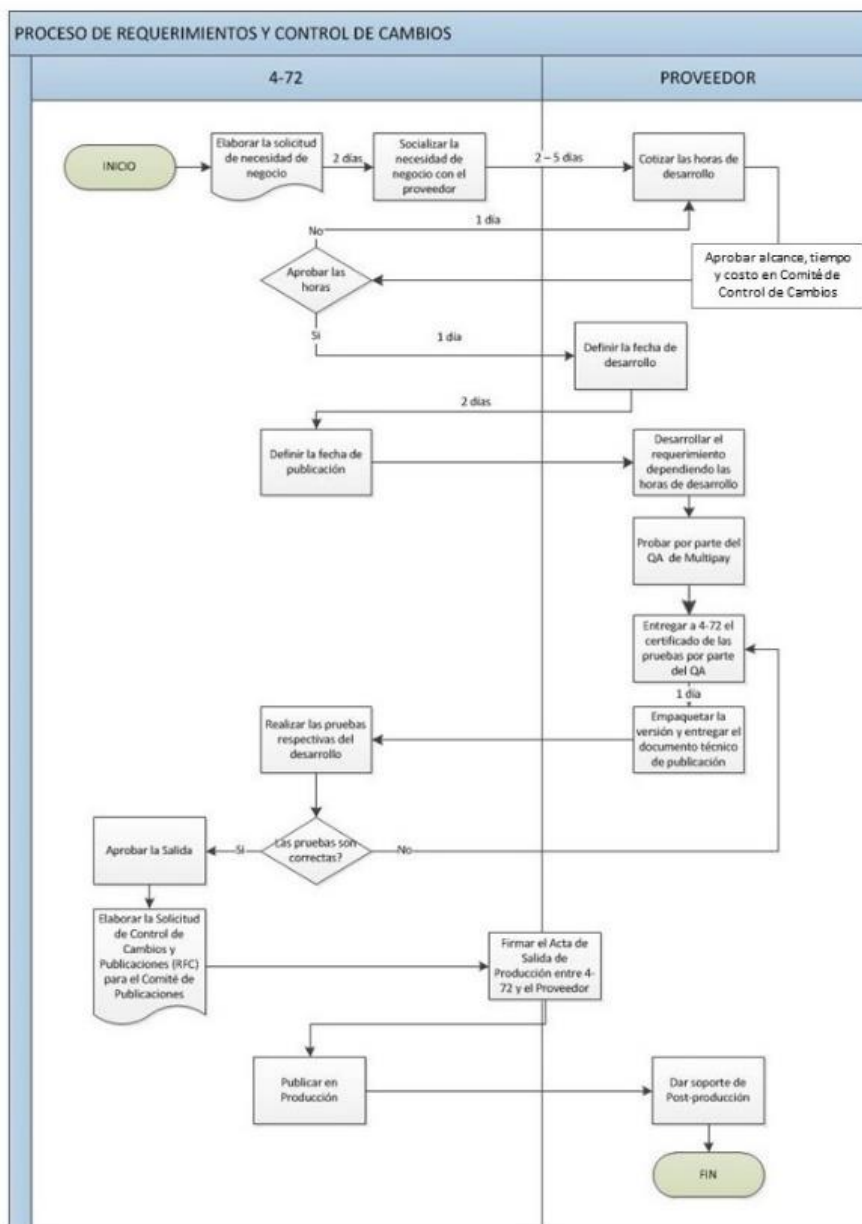 PROCESO DE REQUERIMIENTOS Y CONTROL DE CAMBIOS
4-72
PROVEEDOR
INICIO
Elaborar la solicitud
de necesidad de
negocio
2 días
Socializar la
necesidad de
negocio con el
proveedor
2 – 5 días
Cotizar las horas de
desarrollo
1 día
No
Aprobar alcance, tiempo
y costo en Comité de
Control de Cambios
Aprobar las
horas
Si
1 día
Definir la fecha de
desarrollo
2 días
Definir la fecha de
publicación
Desarrollar el
requerimiento
dependiendo las
horas de desarrollo
Probar por parte del
QA de Multipay
Entregar a 4-72 el
certificado de las
pruebas por parte
del QA
1 día
Realizar las pruebas
respectivas del
desarrollo
Empaquetar la
versión y entregar el
documento técnico
de publicación
Aprobar la Salida
Si
¿Las pruebas son
correctas?
No
Elaborar la Solicitud
de Control de
Cambios y
Publicaciones (RFC)
para el Comité de
Publicaciones
Firmar el Acta de
Salida de
Producción entre 4-
72 y el Proveedor
Publicar en
Producción
Dar soporte de
Post-producción
FIN